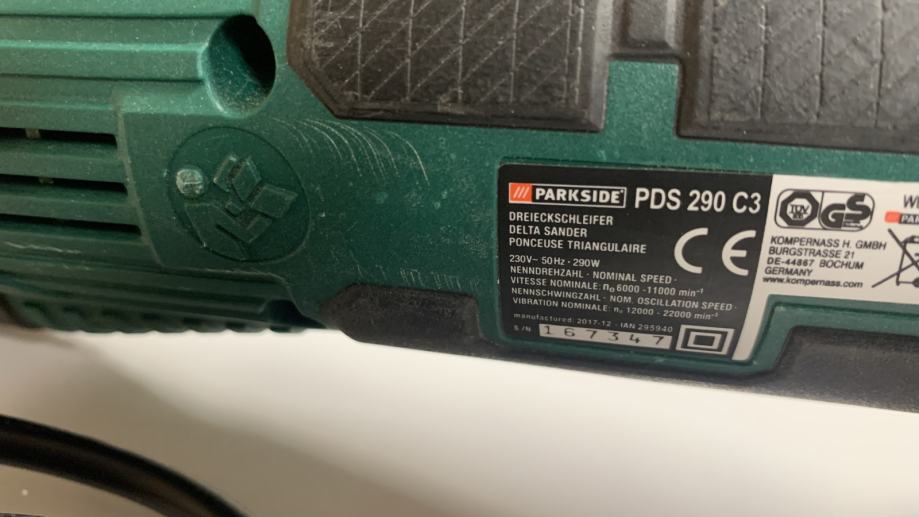 PARKSIDE® PDS 290 C3
DREIECKSCHLEIFER
DELTA SANDER
PONCEUSE TRIANGULAIRE
230V~ 50Hz · 290W
NENNDREHZAHL · NOMINAL SPEED ·
VITESSE NOMINALE: n₀ 6000 - 11000 min⁻¹
NENNSCHWINGZAHL · NOM. OSCILLATION SPEED ·
VIBRATION NOMINALE: n₀ 12000 - 22000 min⁻¹
manufactured: 2017-12 · IAN 295940
S/N 167347
CE
TÜV GS
KOMPERNASS H. GMBH
BURGSTRASSE 21
DE-44867 BOCHUM
GERMANY
www.kompernass.com